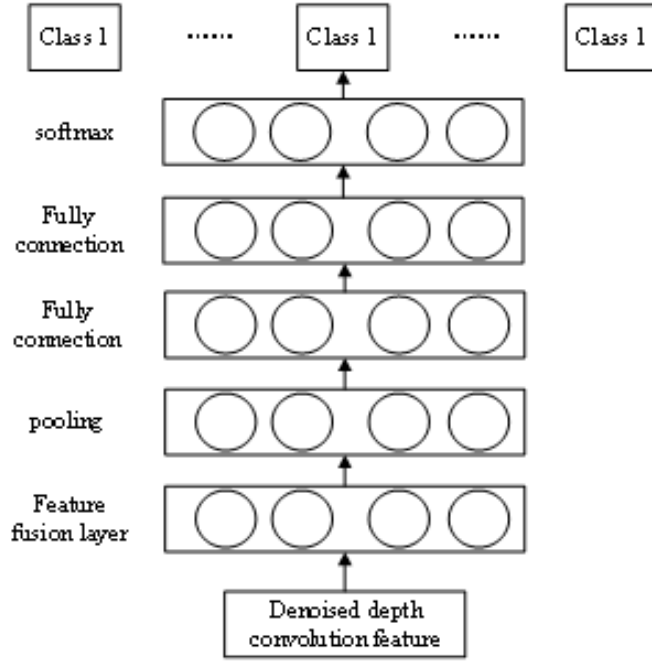 Class 1 ...... Class 1 ...... Class 1
softmax
Fully
connection
Fully
connection
pooling
Feature
fusion layer
Denoised depth
convolution feature